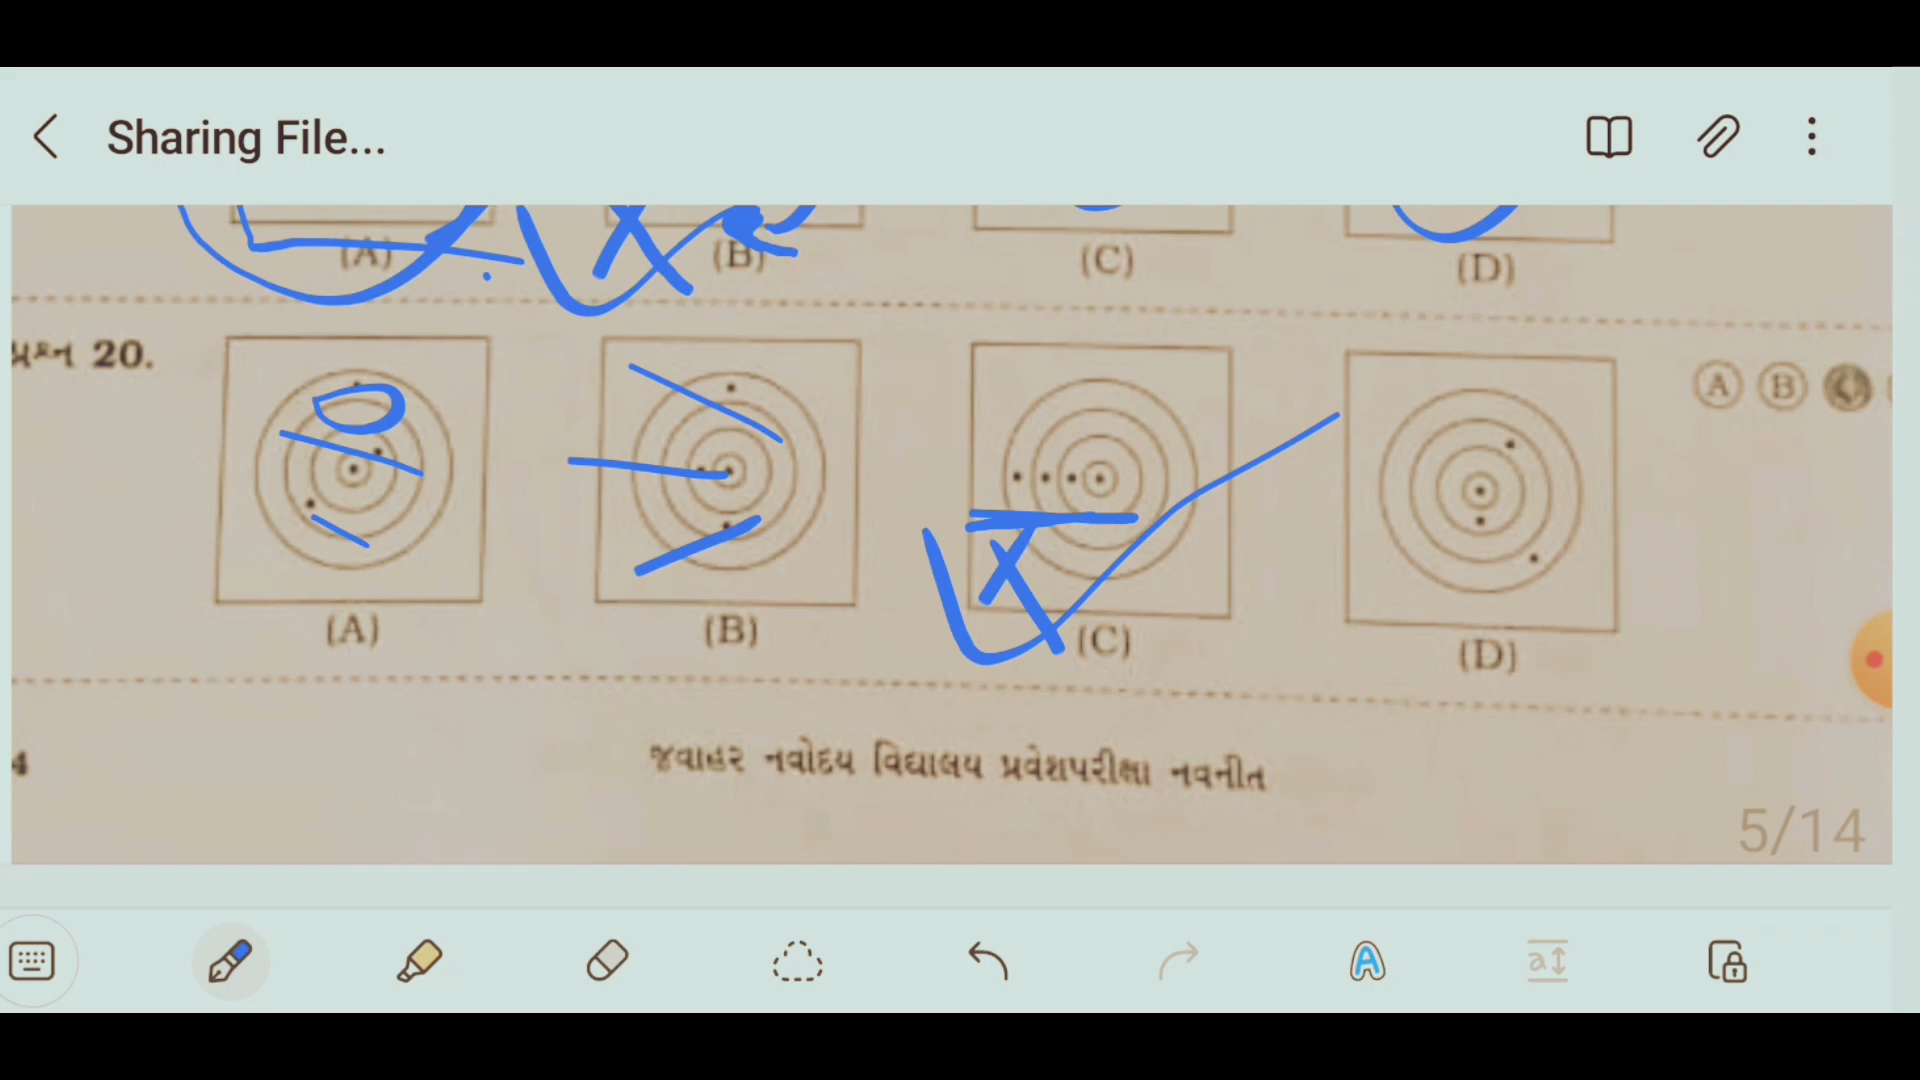 Sharing File...
(A) (B) (C) (D)
પ્રશ્ન 20.
A B
(A) (B) (C) (D)
4
જવાહર નવોદય વિદ્યાલય પ્રવેશપરીક્ષા નવનીત
5/14
A
a